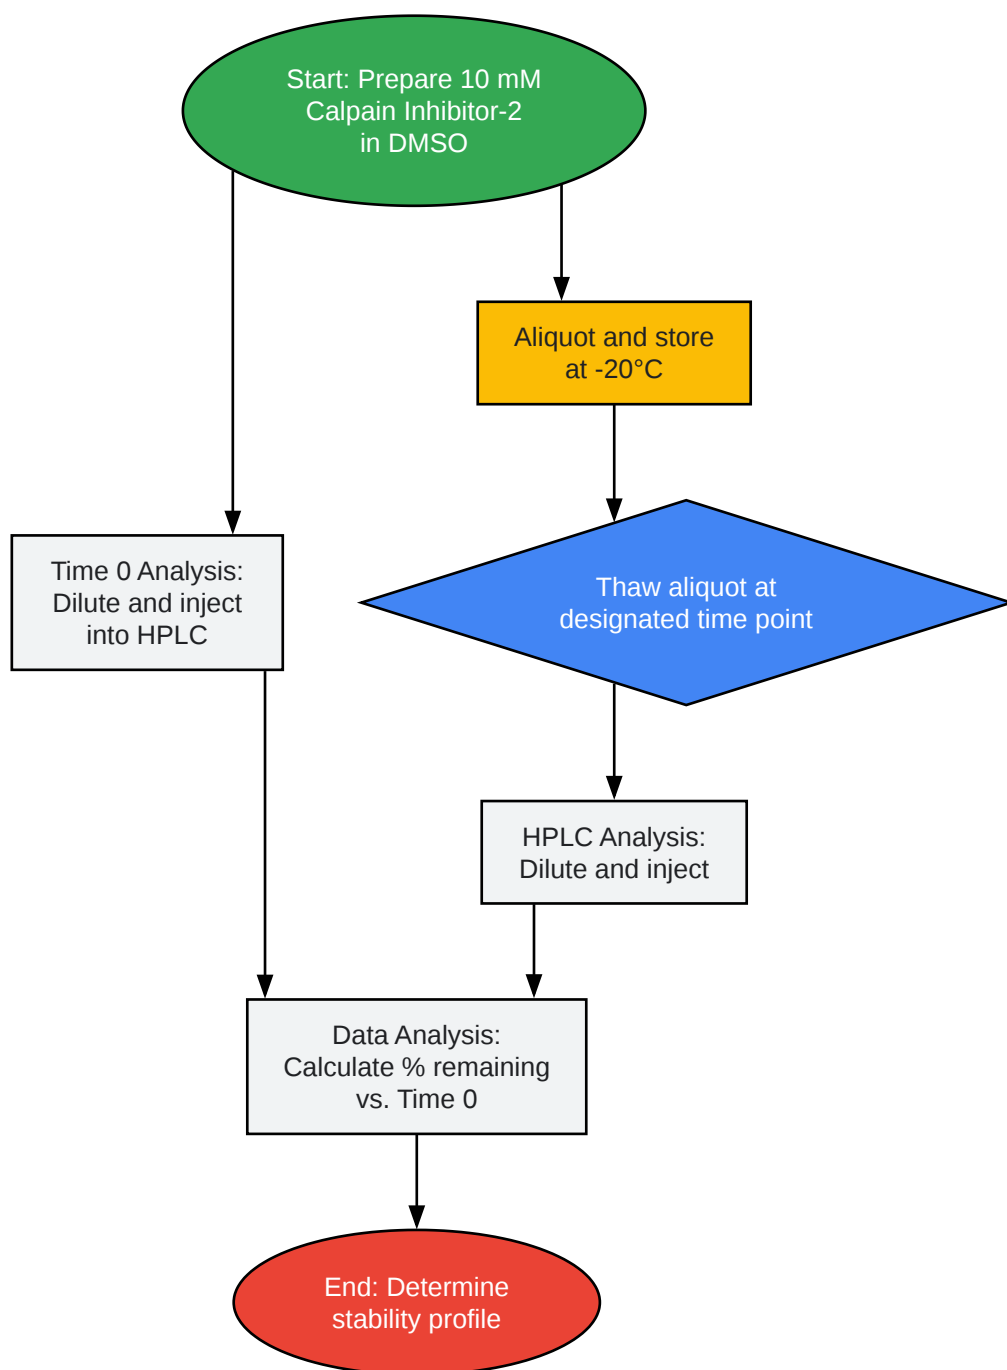 Start: Prepare 10 mM
Calpain Inhibitor-2
in DMSO
Aliquot and store
at -20°C
Time 0 Analysis:
Dilute and inject
into HPLC
Thaw aliquot at
designated time point
HPLC Analysis:
Dilute and inject
Data Analysis:
Calculate % remaining
vs. Time 0
End: Determine
stability profile